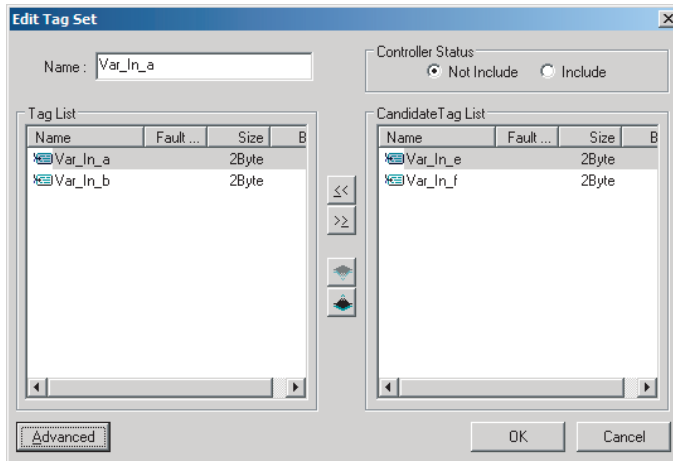 Edit Tag Set
Name : Var_In_a
Controller Status
Not Include Include
Tag List
Name Fault ... Size B
Var_In_a 2Byte
Var_In_b 2Byte
<<
>>
CandidateTag List
Name Fault ... Size B
Var_In_e 2Byte
Var_In_f 2Byte
Advanced
OK Cancel